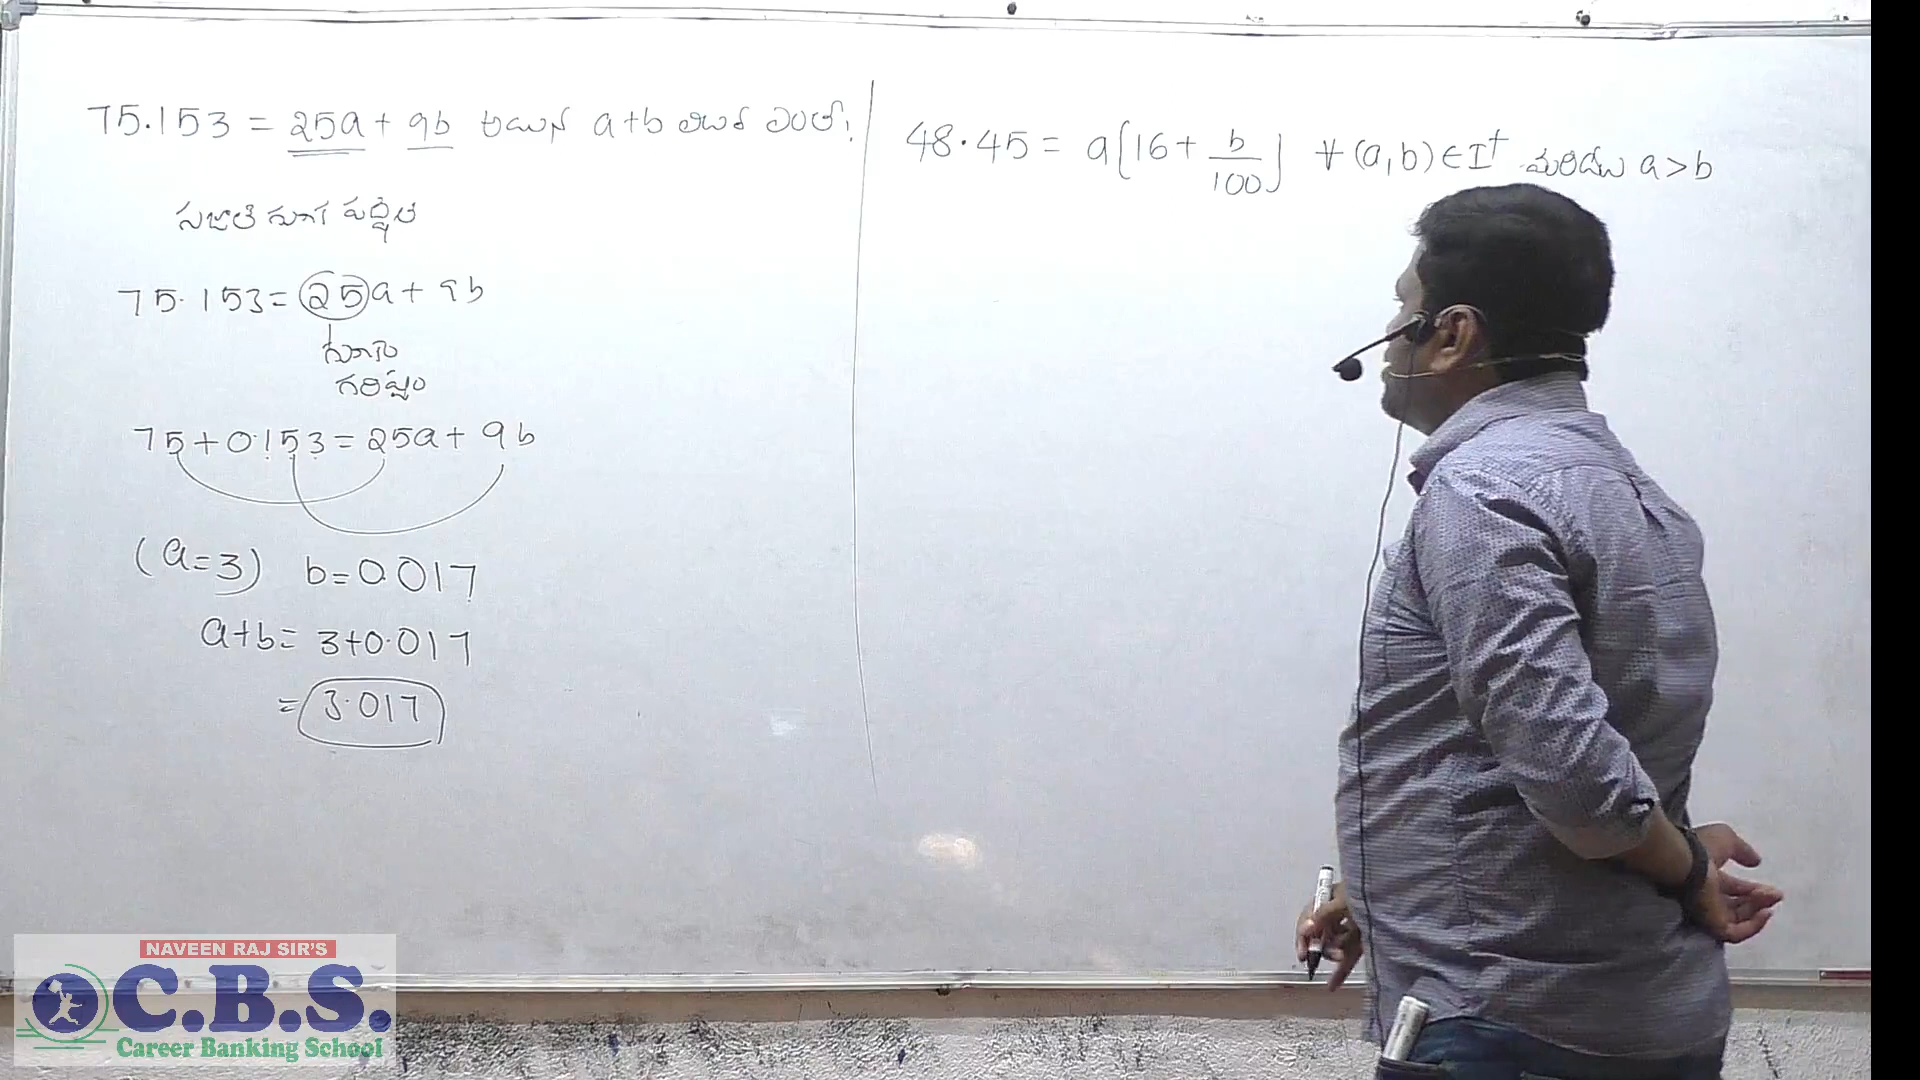 75.153 = 25a + 9b అయిన a+b విలువ ఎంత?
సజాతి మూల పద్ధతి
75.153 = 25a + 9b
మూలం
గరిష్టం
75 + 0.153 = 25a + 9b
(a=3) b=0.017
a+b = 3+0.017
= 3.017
48.45 = a[16 + b/100] ∀ (a,b) ∈ I⁺ మరియు a>b
NAVEEN RAJ SIR'S
C.B.S.
Career Banking School